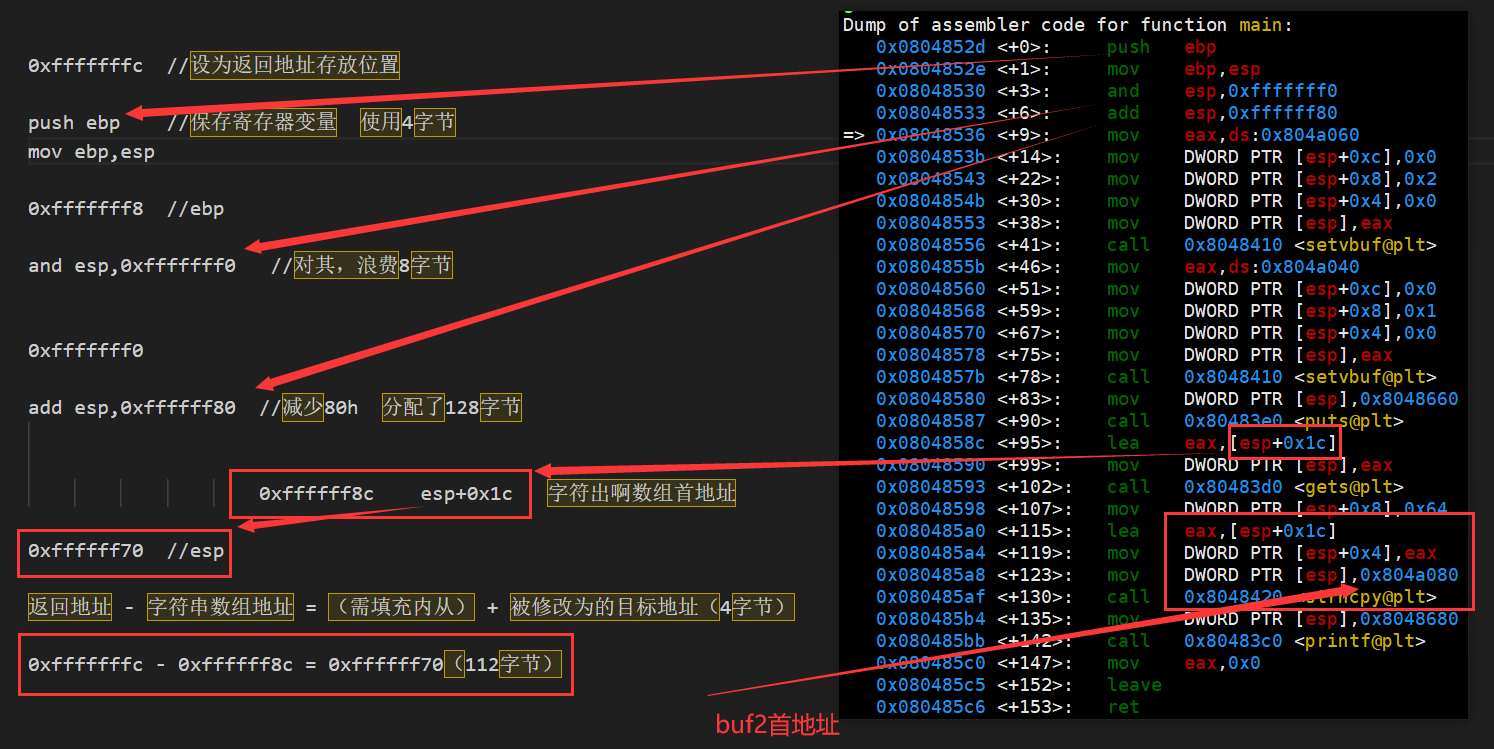 0xfffffffc  //设为返回地址存放位置
push ebp    //保存寄存器变量  使用4字节
mov ebp,esp
0xfffffff8  //ebp
and esp,0xfffffff0   //对其，浪费8字节
0xfffffff0
add esp,0xffffff80  //减少80h  分配了128字节
0xffffff8c    esp+0x1c   字符出啊数组首地址
0xffffff70  //esp
返回地址 - 字符串数组地址 = （需填充内从） + 被修改为的目标地址（4字节）
0xfffffffc - 0xffffff8c = 0xffffff70（112字节）
buf2首地址
Dump of assembler code for function main:
0x0804852d <+0>:     push   ebp
0x0804852e <+1>:     mov    ebp,esp
0x08048530 <+3>:     and    esp,0xfffffff0
0x08048533 <+6>:     add    esp,0xffffff80
=> 0x08048536 <+9>:     mov    eax,ds:0x804a060
0x0804853b <+14>:    mov    DWORD PTR [esp+0xc],0x0
0x08048543 <+22>:    mov    DWORD PTR [esp+0x8],0x2
0x0804854b <+30>:    mov    DWORD PTR [esp+0x4],0x0
0x08048553 <+38>:    mov    DWORD PTR [esp],eax
0x08048556 <+41>:    call   0x8048410 <setvbuf@plt>
0x0804855b <+46>:    mov    eax,ds:0x804a040
0x08048560 <+51>:    mov    DWORD PTR [esp+0xc],0x0
0x08048568 <+59>:    mov    DWORD PTR [esp+0x8],0x1
0x08048570 <+67>:    mov    DWORD PTR [esp+0x4],0x0
0x08048578 <+75>:    mov    DWORD PTR [esp],eax
0x0804857b <+78>:    call   0x8048410 <setvbuf@plt>
0x08048580 <+83>:    mov    DWORD PTR [esp],0x8048660
0x08048587 <+90>:    call   0x80483e0 <puts@plt>
0x0804858c <+95>:    lea    eax,[esp+0x1c]
0x08048590 <+99>:    mov    DWORD PTR [esp],eax
0x08048593 <+102>:   call   0x80483d0 <gets@plt>
0x08048598 <+107>:   mov    DWORD PTR [esp+0x8],0x64
0x080485a0 <+115>:   lea    eax,[esp+0x1c]
0x080485a4 <+119>:   mov    DWORD PTR [esp+0x4],eax
0x080485a8 <+123>:   mov    DWORD PTR [esp],0x804a080
0x080485af <+130>:   call   0x8048420 <strncpy@plt>
0x080485b4 <+135>:   mov    DWORD PTR [esp],0x8048680
0x080485bb <+142>:   call   0x80483c0 <printf@plt>
0x080485c0 <+147>:   mov    eax,0x0
0x080485c5 <+152>:   leave
0x080485c6 <+153>:   ret